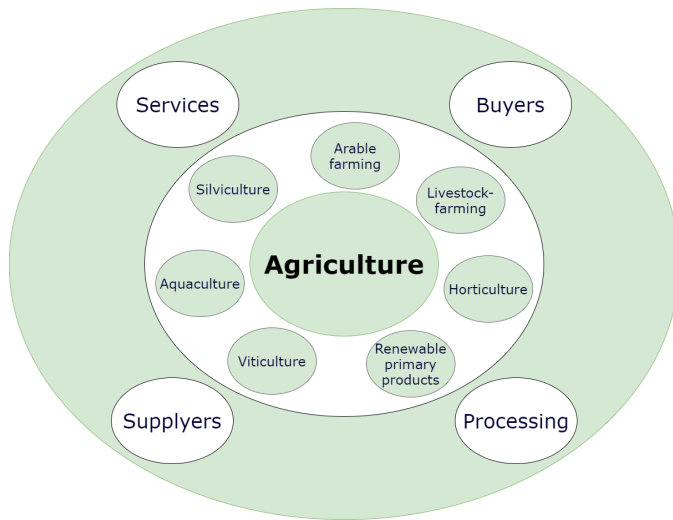 Services
Buyers
Arable
farming
Silviculture
Livestock-
farming
Agriculture
Aquaculture
Horticulture
Viticulture
Renewable
primary
products
Supplyers
Processing